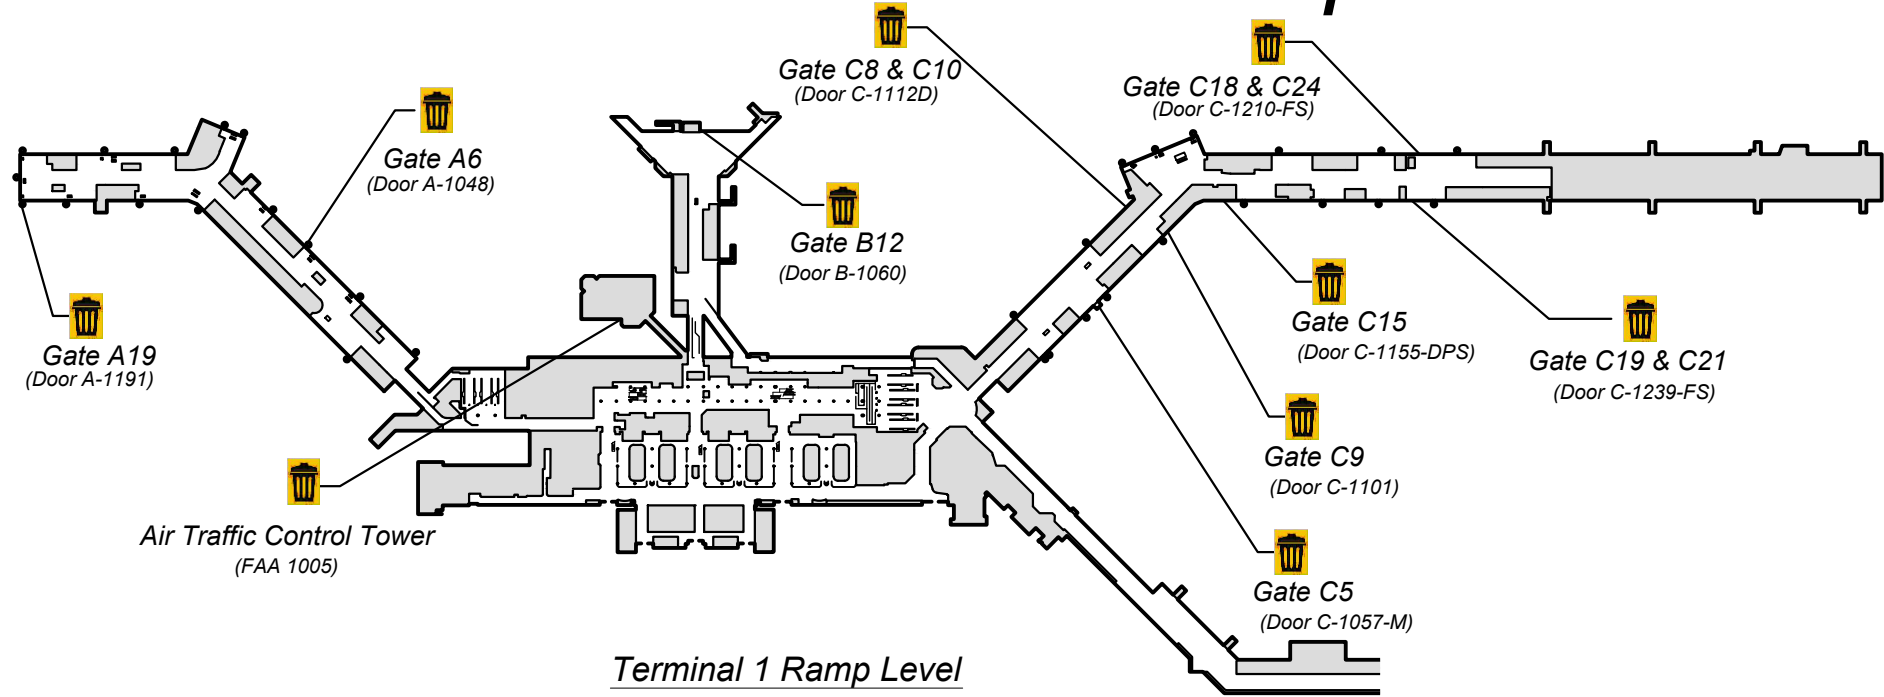 Gate C8 & C10
(Door C-1112D)
Gate C18 & C24
(Door C-1210-FS)
Gate A6
(Door A-1048)
Gate B12
(Door B-1060)
Gate A19
(Door A-1191)
Gate C15
(Door C-1155-DPS)
Gate C19 & C21
(Door C-1239-FS)
Gate C9
(Door C-1101)
Air Traffic Control Tower
(FAA 1005)
Gate C5
(Door C-1057-M)
Terminal 1 Ramp Level